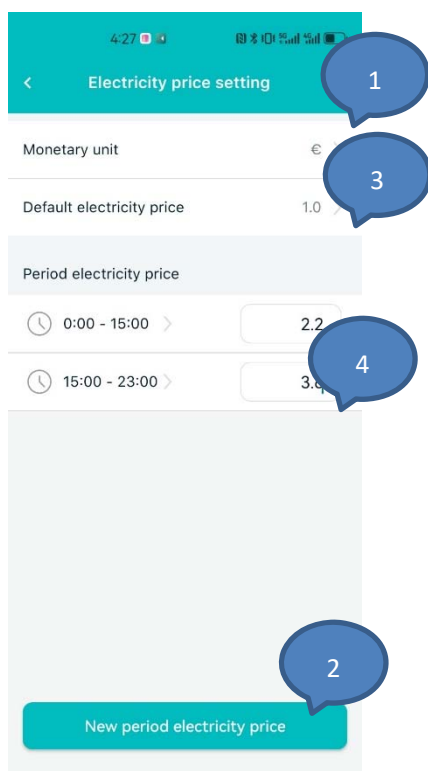 4:27
Electricity price setting
1
Monetary unit €
3
Default electricity price 1.0
Period electricity price
0:00 - 15:00 2.2
4
15:00 - 23:00
2
New period electricity price